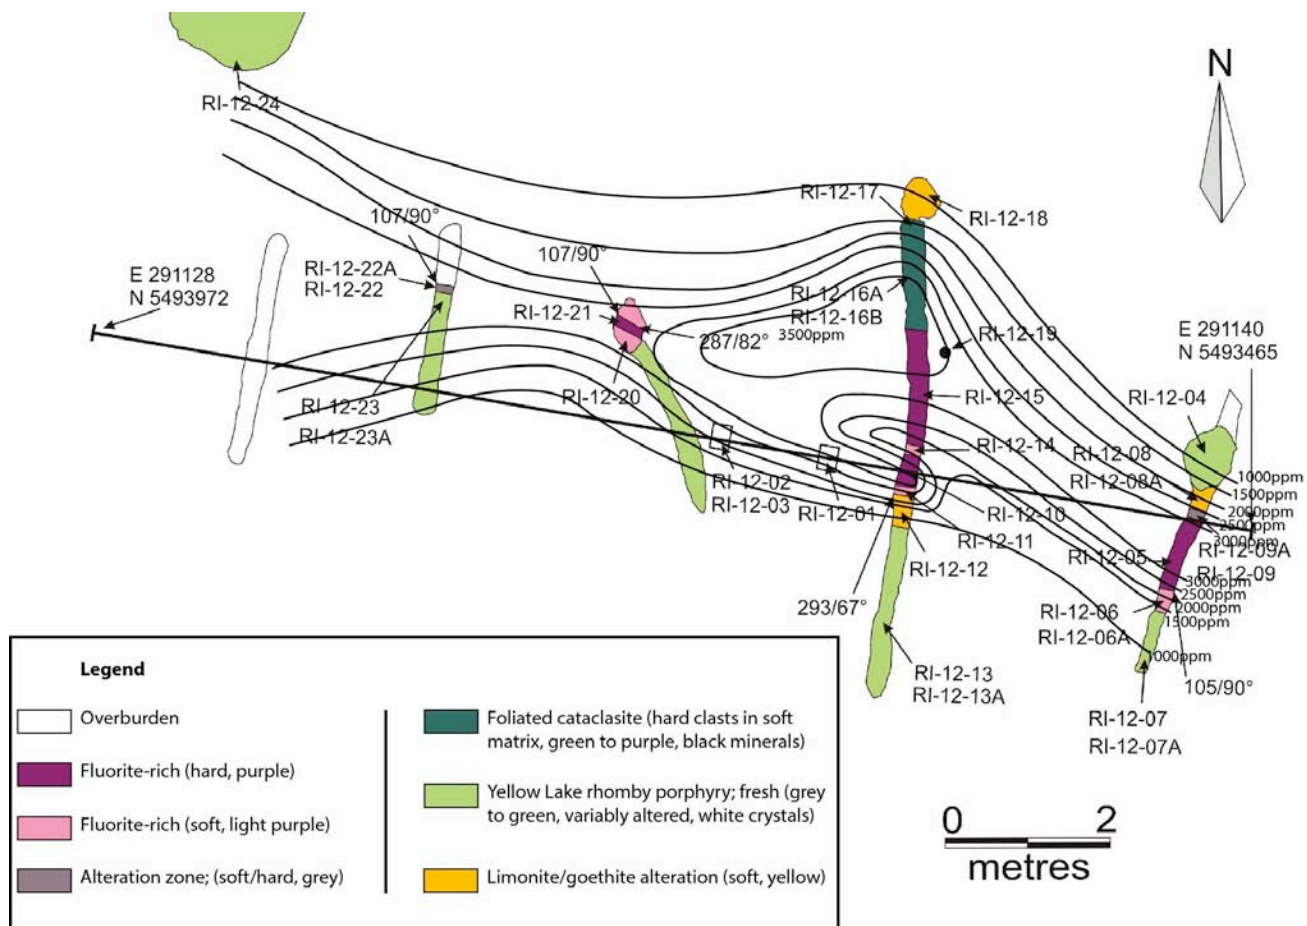 N
RI-12-24
RI-12-17
RI-12-18
107/90°
107/90°
E 291128
N 5493972
RI-12-22A
RI-12-22
RI-12-21
RI-12-16A
RI-12-16B
3500ppm
287/82°
RI-12-19
E 291140
N 5493465
RI-12-20
RI-12-15
RI-12-04
RI-12-23
RI-12-23A
RI-12-14
RI-12-08
RI-12-08A
1000ppm
1500ppm
2000ppm
2500ppm
3000ppm
RI-12-02
RI-12-03
RI-12-01
RI-12-10
RI-12-11
RI-12-12
RI-12-09A
RI-12-09
RI-12-05
3000ppm
2500ppm
2000ppm
1500ppm
1000ppm
RI-12-06
RI-12-06A
293/67°
RI-12-13
RI-12-13A
105/90°
RI-12-07
RI-12-07A
Legend
Overburden
Fluorite-rich (hard, purple)
Fluorite-rich (soft, light purple)
Alteration zone; (soft/hard, grey)
Foliated cataclasite (hard clasts in soft
matrix, green to purple, black minerals)
Yellow Lake rhomby porphyry; fresh (grey
to green, variably altered, white crystals)
Limonite/goethite alteration (soft, yellow)
0 2
metres